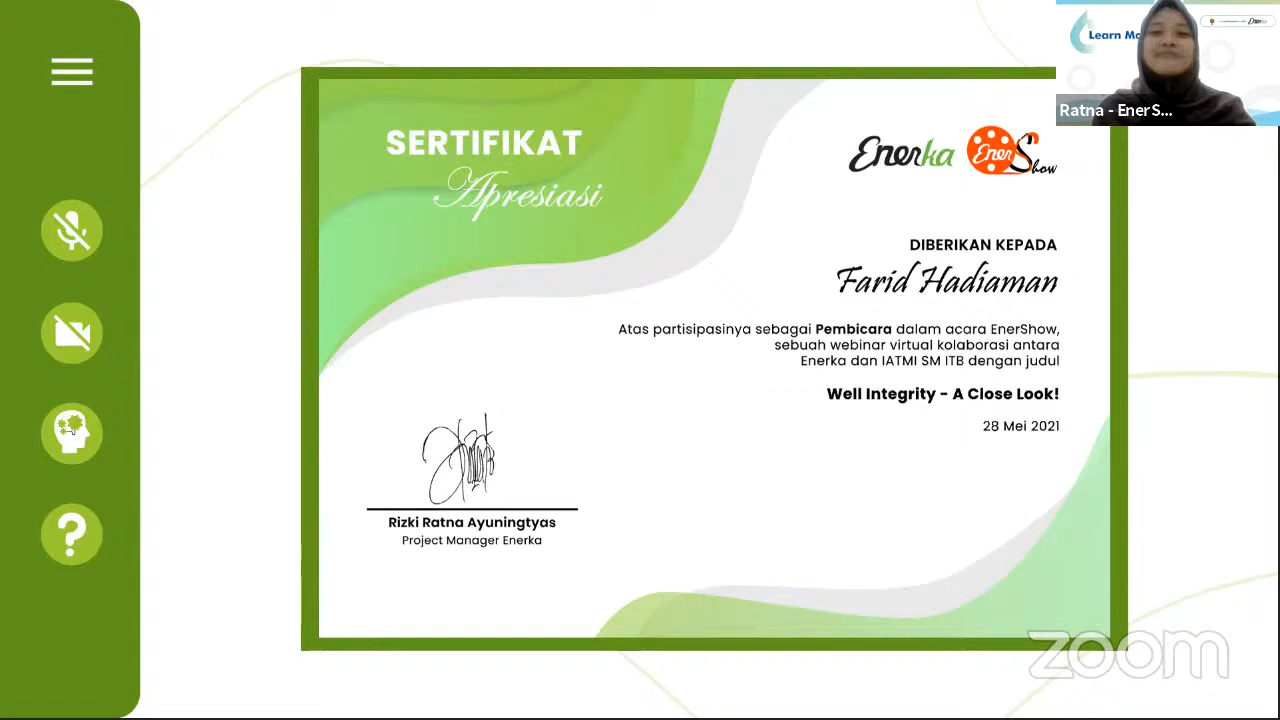 Learn Mo
Enerka
Ratna - EnerS...
SERTIFIKAT
Apresiasi
Enerka EnerShow
DIBERIKAN KEPADA
Farid Hadiaman
Atas partisipasinya sebagai Pembicara dalam acara EnerShow,
sebuah webinar virtual kolaborasi antara
Enerka dan IATMI SM ITB dengan judul
Well Integrity - A Close Look!
28 Mei 2021
Rizki Ratna Ayuningtyas
Project Manager Enerka
zoom